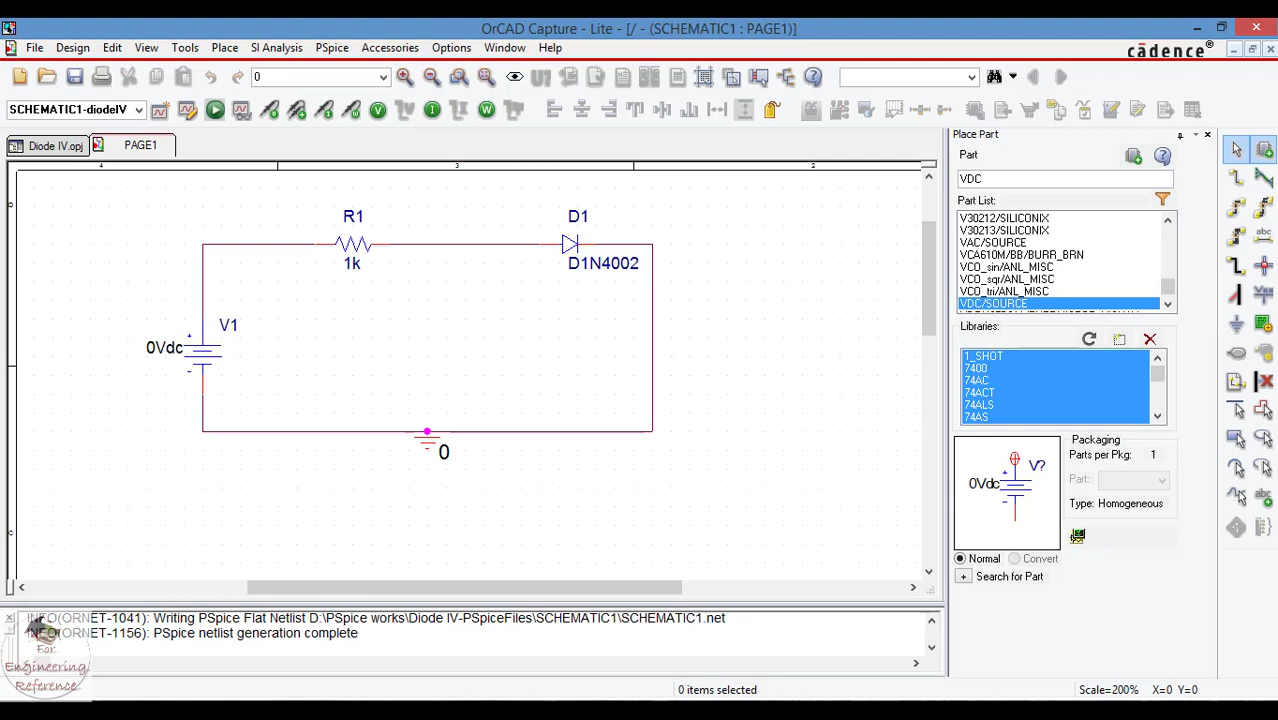 OrCAD Capture - Lite - [/ - (SCHEMATIC1 : PAGE1)]
File Design Edit View Tools Place SI Analysis PSpice Accessories Options Window Help
cādence®
0
SCHEMATIC1-diodeIV
V I W
Diode IV.opj PAGE1
4 3 2
R1
1k
D1
D1N4002
V1
0Vdc
+
-
0
Place Part
Part
VDC
Part List:
V30212/SILICONIX
V30213/SILICONIX
VAC/SOURCE
VCA610M/BB/BURR_BRN
VCO_sin/ANL_MISC
VCO_sqr/ANL_MISC
VCO_tri/ANL_MISC
VDC/SOURCE
Libraries:
1_SHOT
7400
74AC
74ACT
74ALS
74AS
V?
0Vdc
+
-
Packaging
Parts per Pkg: 1
Part:
Type: Homogeneous
Normal Convert
+ Search for Part
INFO(ORNET-1041): Writing PSpice Flat Netlist D:\PSpice works\Diode IV-PSpiceFiles\SCHEMATIC1\SCHEMATIC1.net
INFO(ORNET-1156): PSpice netlist generation complete
For
Engineering
Reference
0 items selected
Scale=200% X=0 Y=0